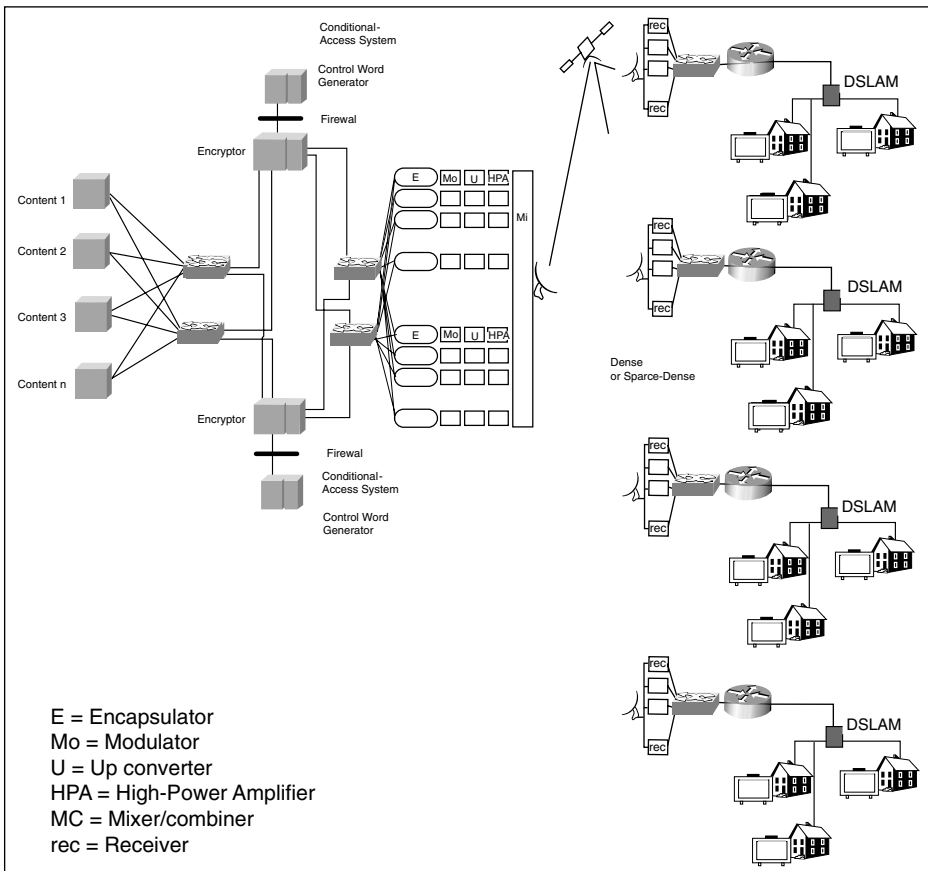 Conditional-
Access System
Control Word
Generator
Firewal
Encryptor
Content 1
Content 2
Content 3
Content n
E
Mo
U
HPA
Mi
E
Mo
U
HPA
Encryptor
Firewal
Conditional-
Access System
Control Word
Generator
rec
rec
DSLAM
rec
rec
DSLAM
Dense
or Sparce-Dense
rec
rec
DSLAM
rec
rec
DSLAM
E = Encapsulator
Mo = Modulator
U = Up converter
HPA = High-Power Amplifier
MC = Mixer/combiner
rec = Receiver